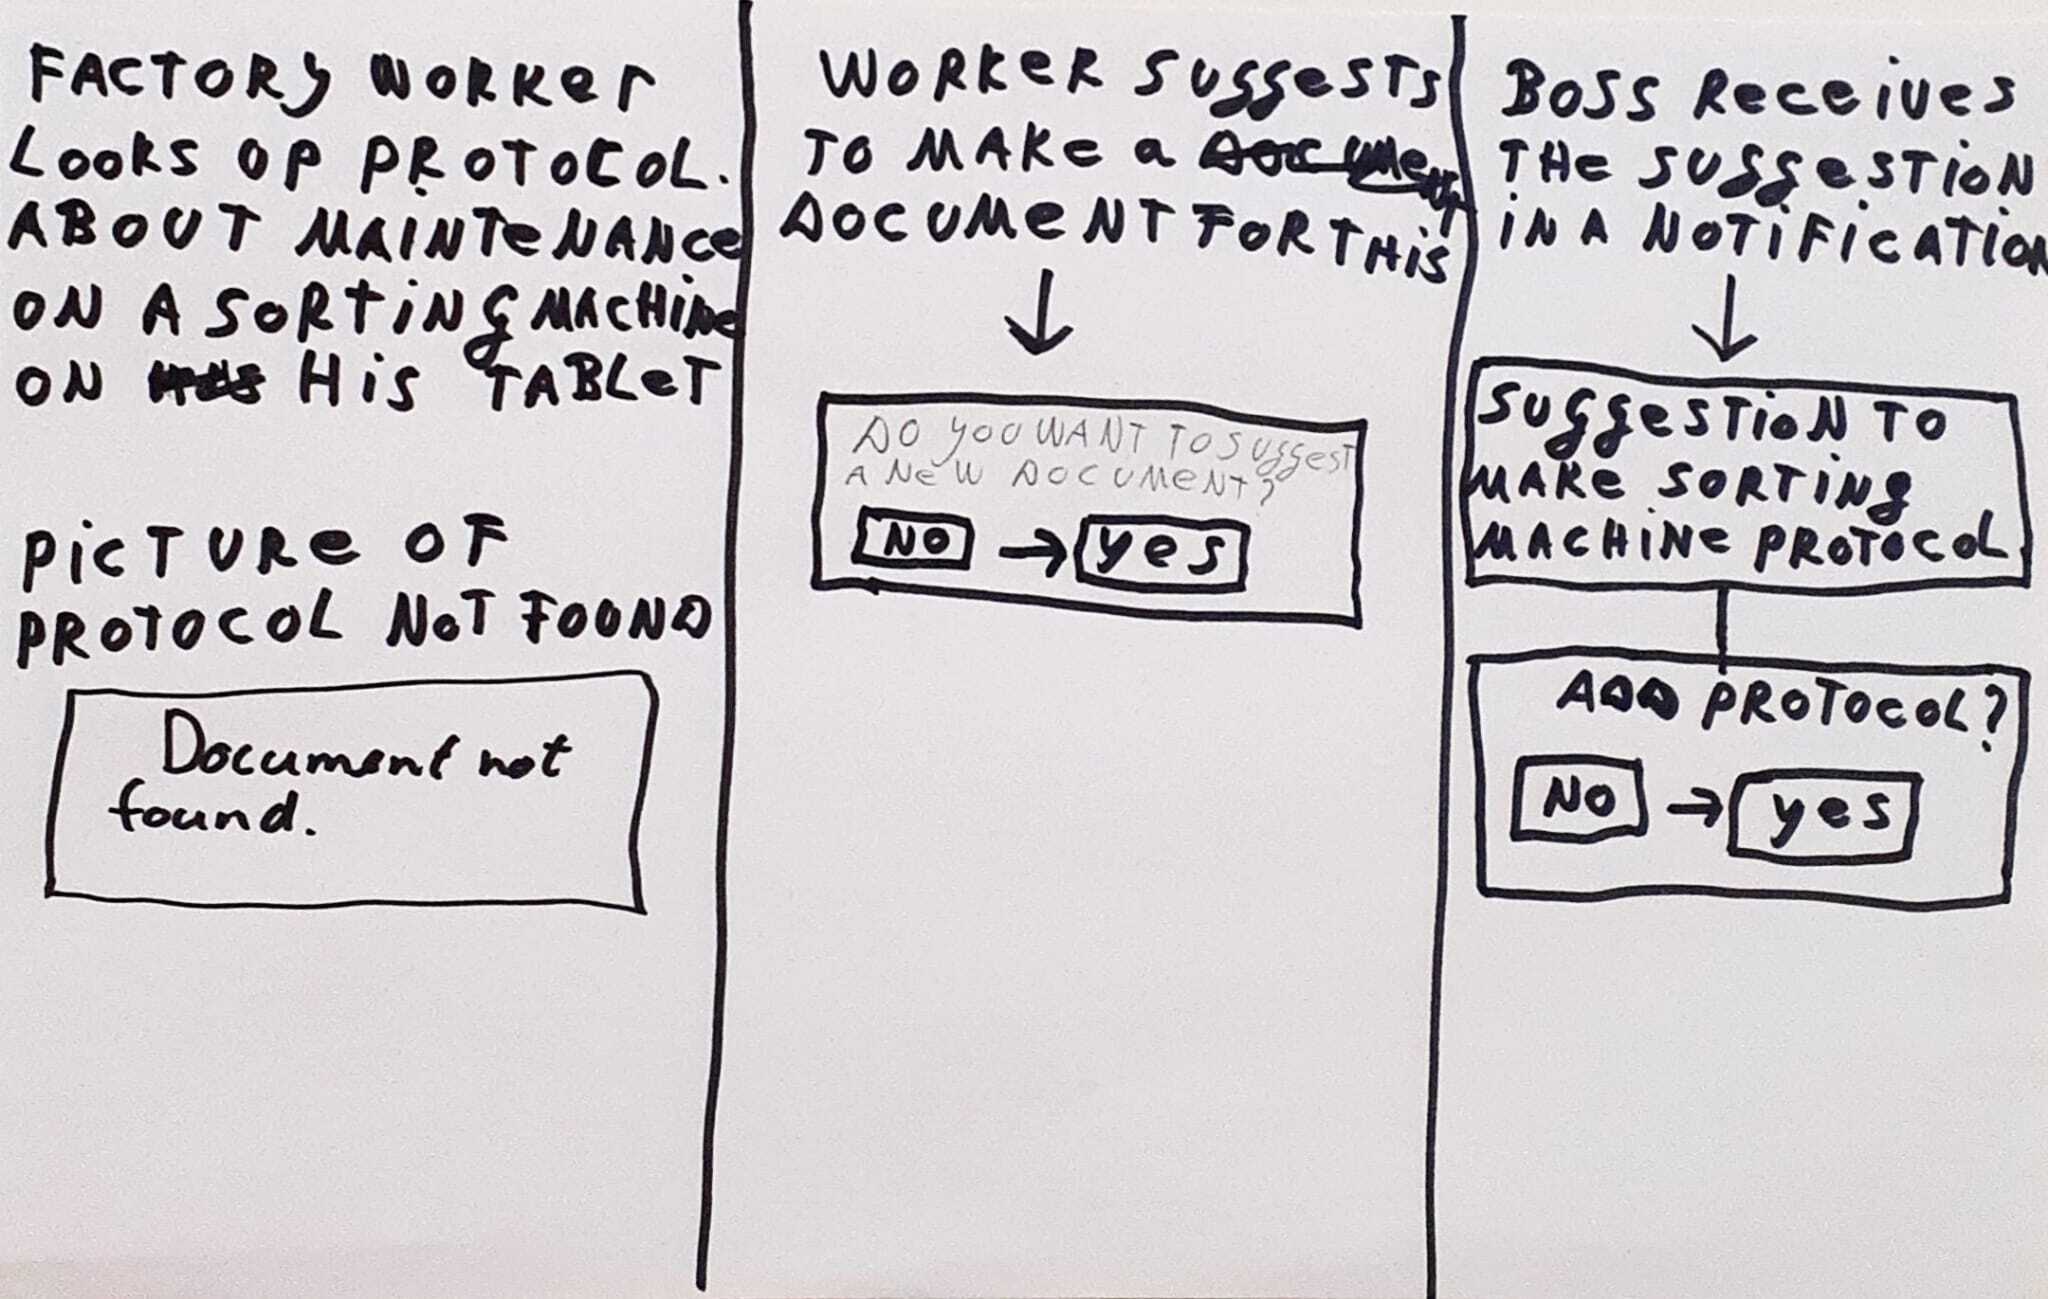 FACTORY WORKER
LOOKS OP PROTOCOL.
ABOUT MAINTENANCE
ON A SORTING MACHINE
ON HIS TABLET
PICTURE OF
PROTOCOL NOT FOUND
Document not
found.
WORKER SUGGESTS
TO MAKE A DOCUMENT
DOCUMENT FOR THIS
DO YOU WANT TO SUGGEST
A NEW DOCUMENT?
NO → yes
BOSS RECEIVES
THE SUGGESTION
IN A NOTIFICATION
SUGGESTION TO
MAKE SORTING
MACHINE PROTOCOL.
ADD PROTOCOL?
NO → yes